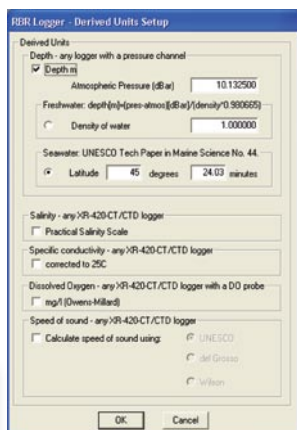 RBR Logger - Derived Units Setup
Derived Units
Depth - any logger with a pressure channel
Depth m
Atmospheric Pressure (dBar) 10.132500
Freshwater: depth[m]=(pres-atmos)[dBar]/(density*0.980665)
Density of water 1.000000
Seawater: UNESCO Tech Paper in Marine Science No. 44.
Latitude 45 degrees 24.03 minutes
Salinity - any XR-420-CT/CTD logger
Practical Salinity Scale
Specific conductivity - any XR-420-CT/CTD logger
corrected to 25C
Dissolved Oxygen - any XR-420-CT/CTD logger with a DO probe
mg/l (Owens-Millard)
Speed of sound - any XR-420-CT/CTD logger
Calculate speed of sound using: UNESCO
del Grosso
Wilson
OK Cancel